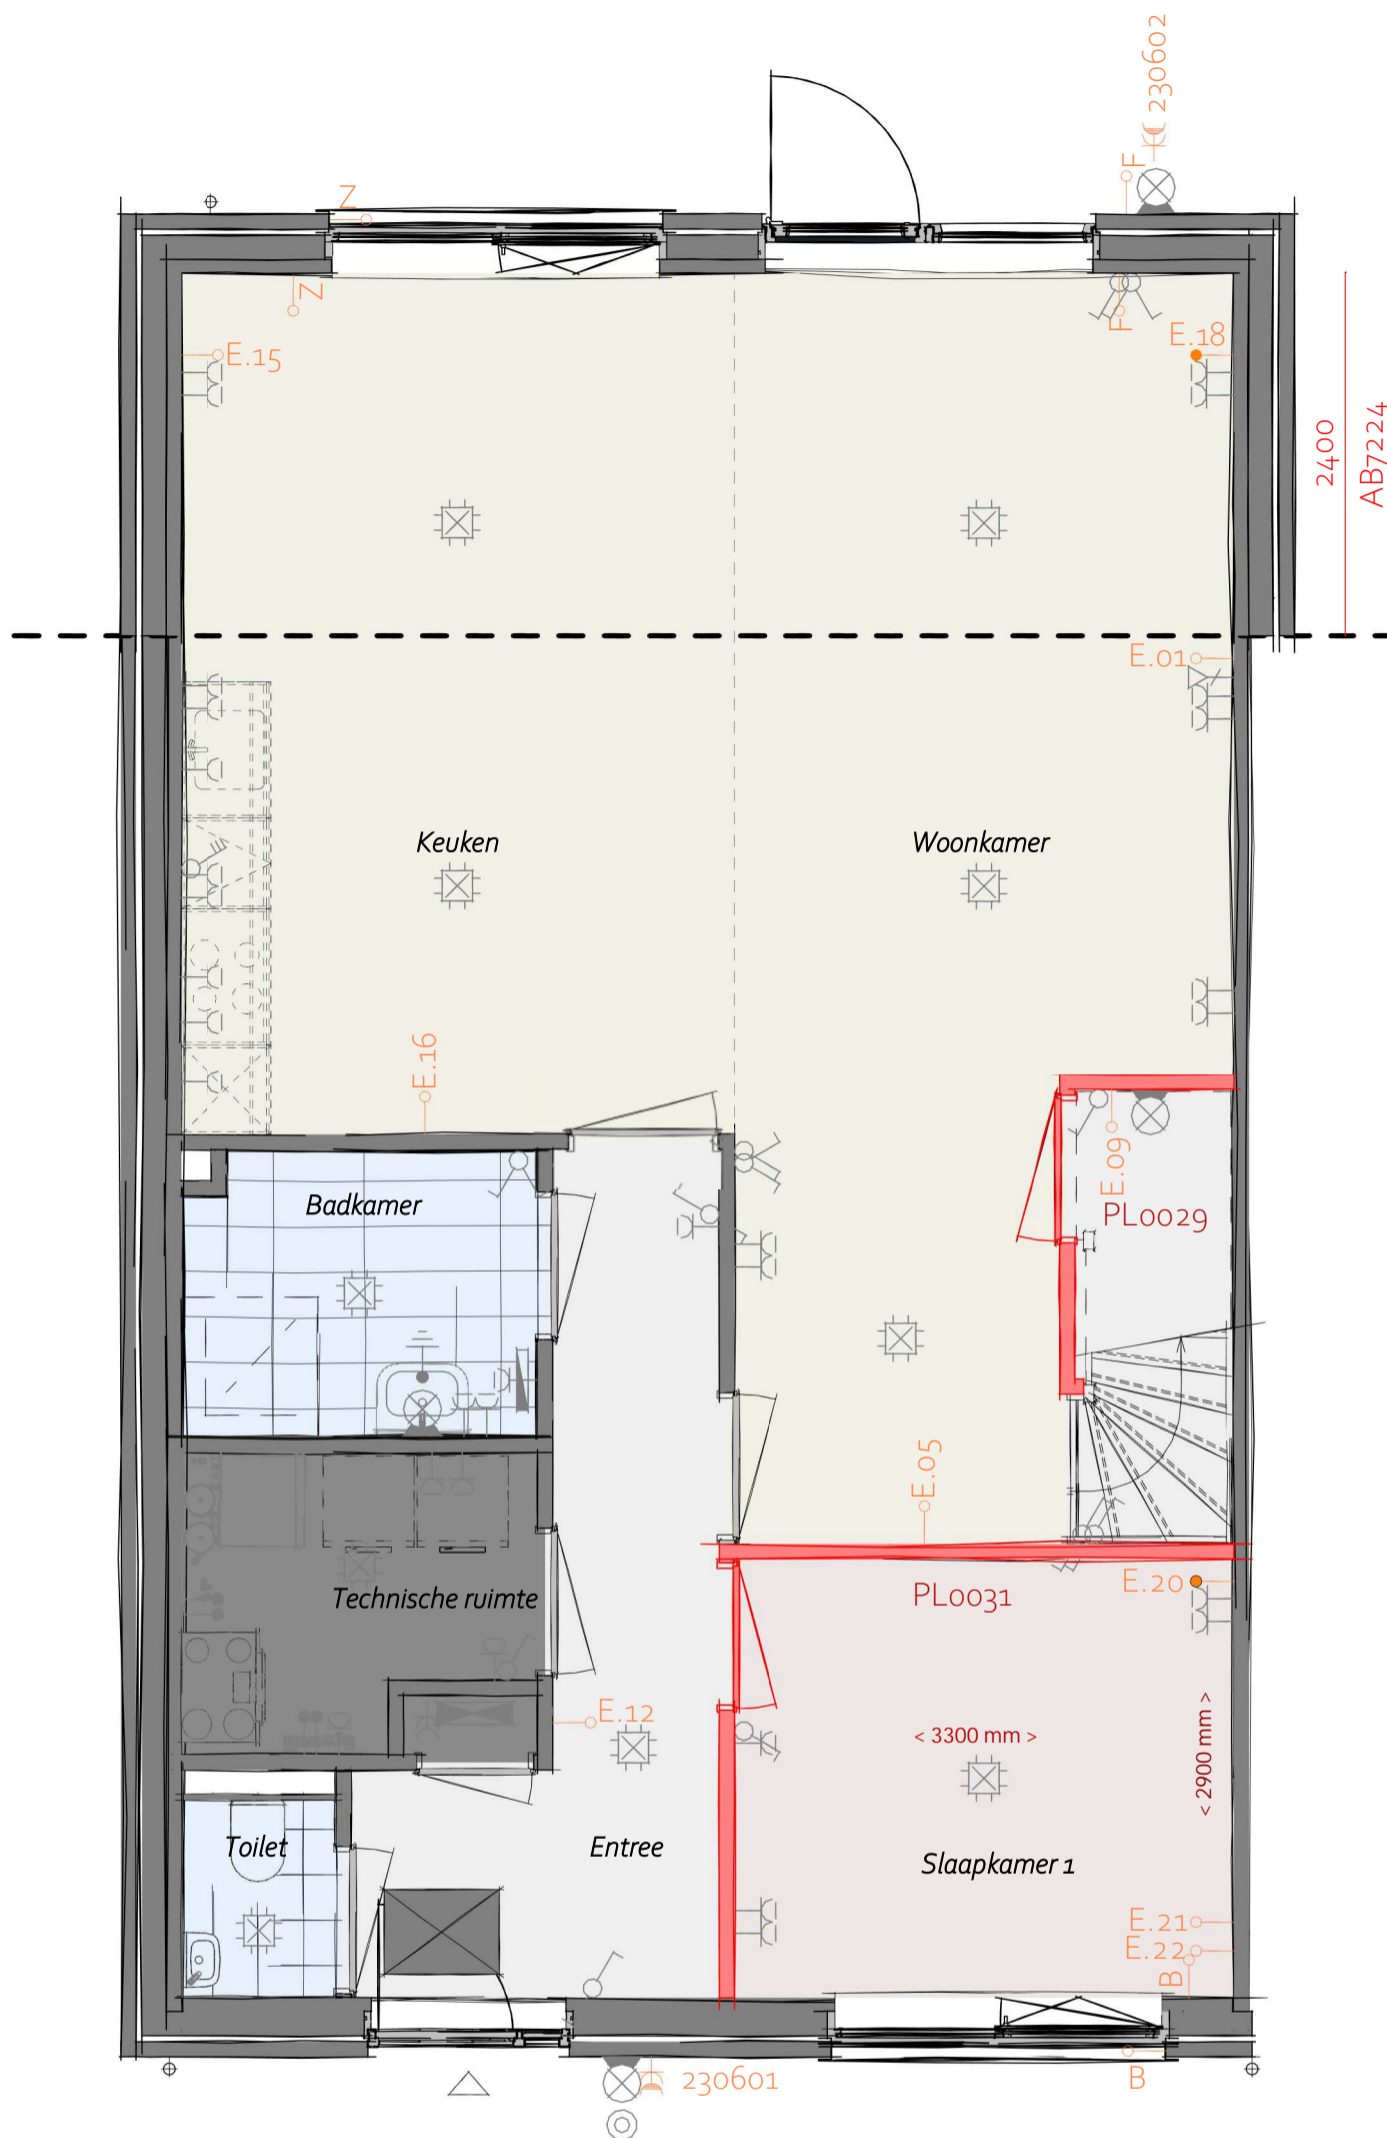 230602
F
Z
Z
F
E.15
E.18
2400
AB7224
E.01
Keuken
Woonkamer
E.16
E.09
PL0029
Badkamer
E.05
PL0031
E.20
Technische ruimte
E.12
< 3300 mm >
< 2900 mm >
Toilet
Entree
Slaapkamer 1
E.21
E.22
B
230601
B